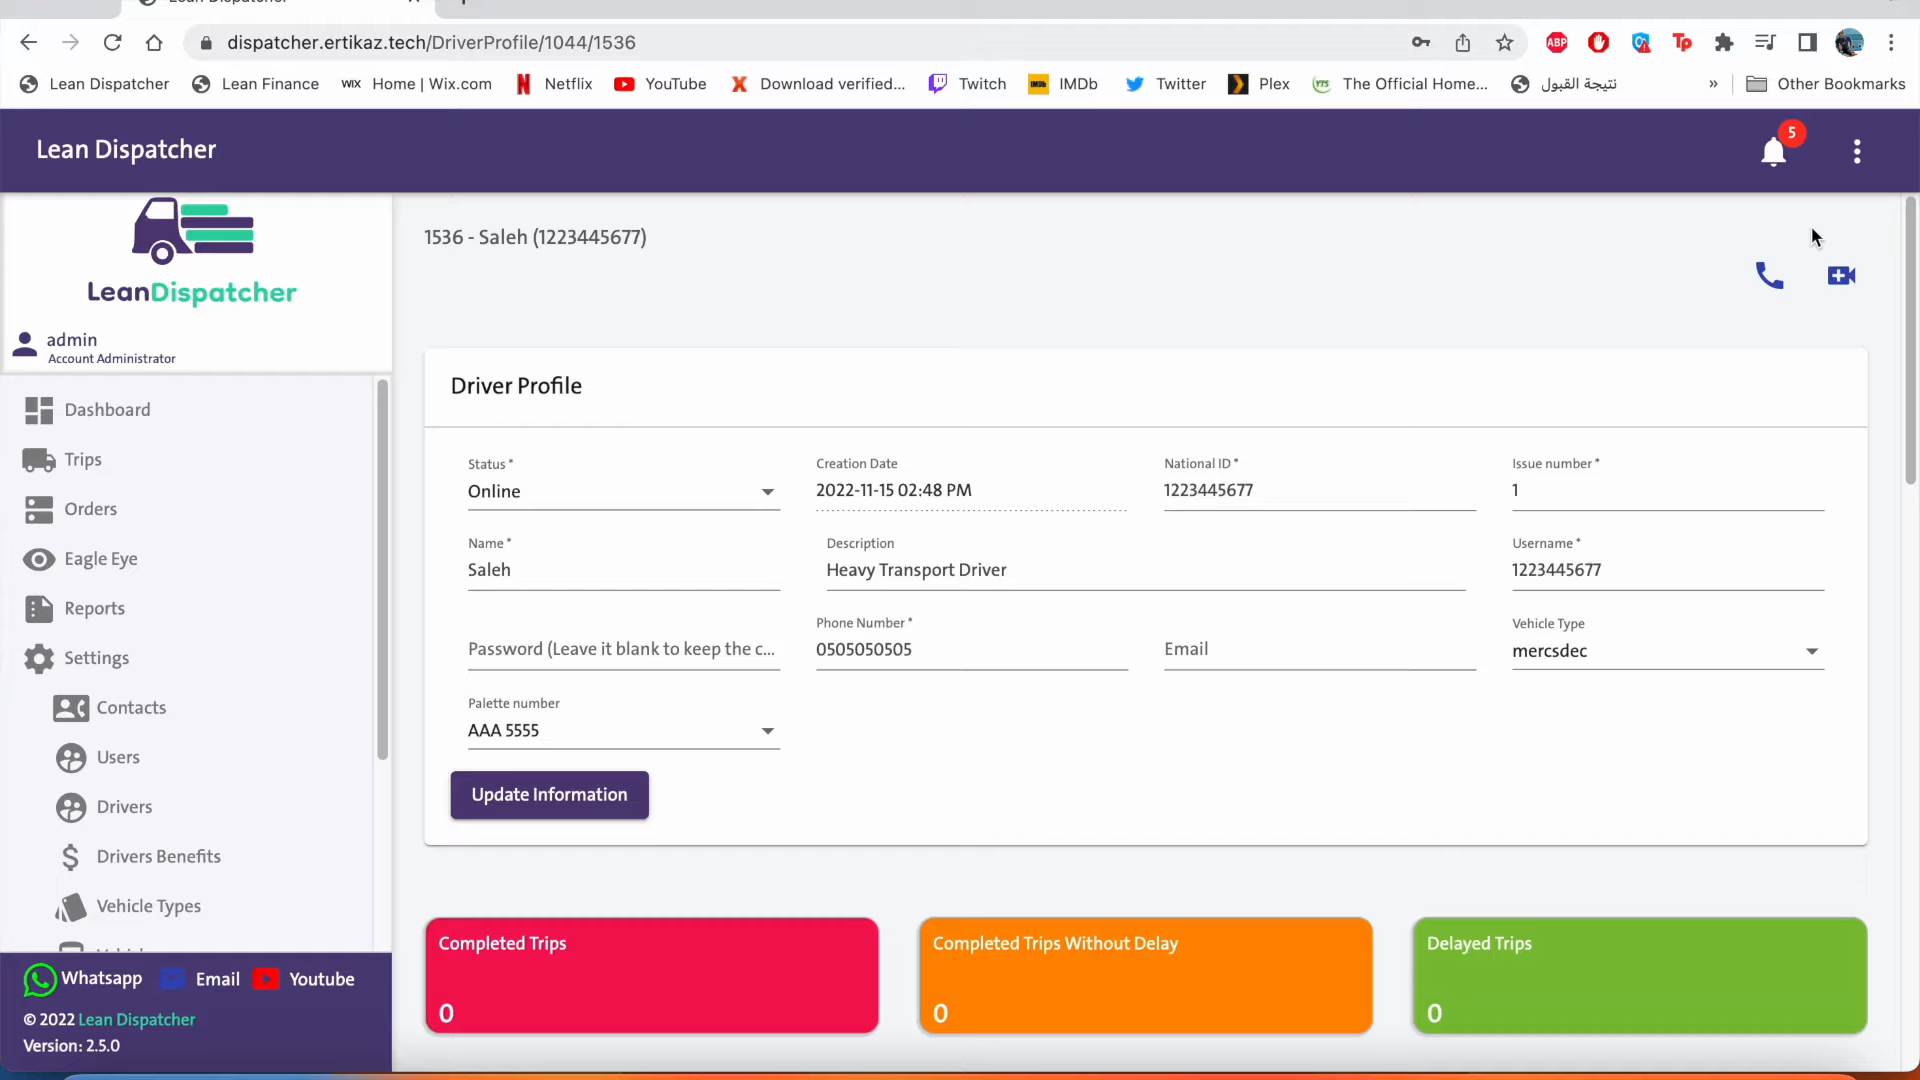 dispatcher.ertikaz.tech/DriverProfile/1044/1536
ABP
Tp
Lean Dispatcher
Lean Finance
WIX Home | Wix.com
Netflix
YouTube
Download verified...
Twitch
IMDb IMDb
Twitter
Plex
YTS The Official Home...
نتيجة القبول
»
Other Bookmarks
Lean Dispatcher
5
LeanDispatcher
admin
Account Administrator
Dashboard
Trips
Orders
Eagle Eye
Reports
Settings
Contacts
Users
Drivers
Drivers Benefits
Vehicle Types
Whatsapp
Email
Youtube
© 2022 Lean Dispatcher
Version: 2.5.0
1536 - Saleh (1223445677)
Driver Profile
Status *
Online
Creation Date
2022-11-15 02:48 PM
National ID *
1223445677
Issue number *
1
Name *
Saleh
Description
Heavy Transport Driver
Username *
1223445677
Password (Leave it blank to keep the c...
Phone Number *
0505050505
Email
Vehicle Type
mercsdec
Palette number
AAA 5555
Update Information
Completed Trips
0
Completed Trips Without Delay
0
Delayed Trips
0